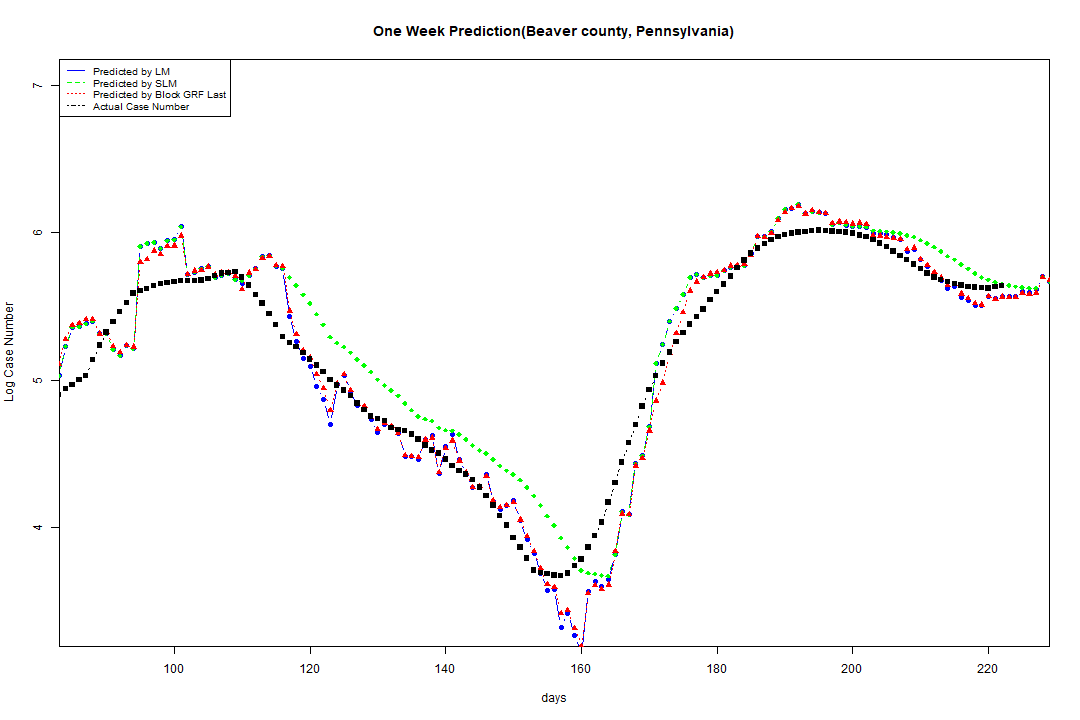 One Week Prediction(Beaver county, Pennsylvania)
Predicted by LM
Predicted by SLM
Predicted by Block GRF Last
Actual Case Number
7
6
5
4
Log Case Number
100 120 140 160 180 200 220
days